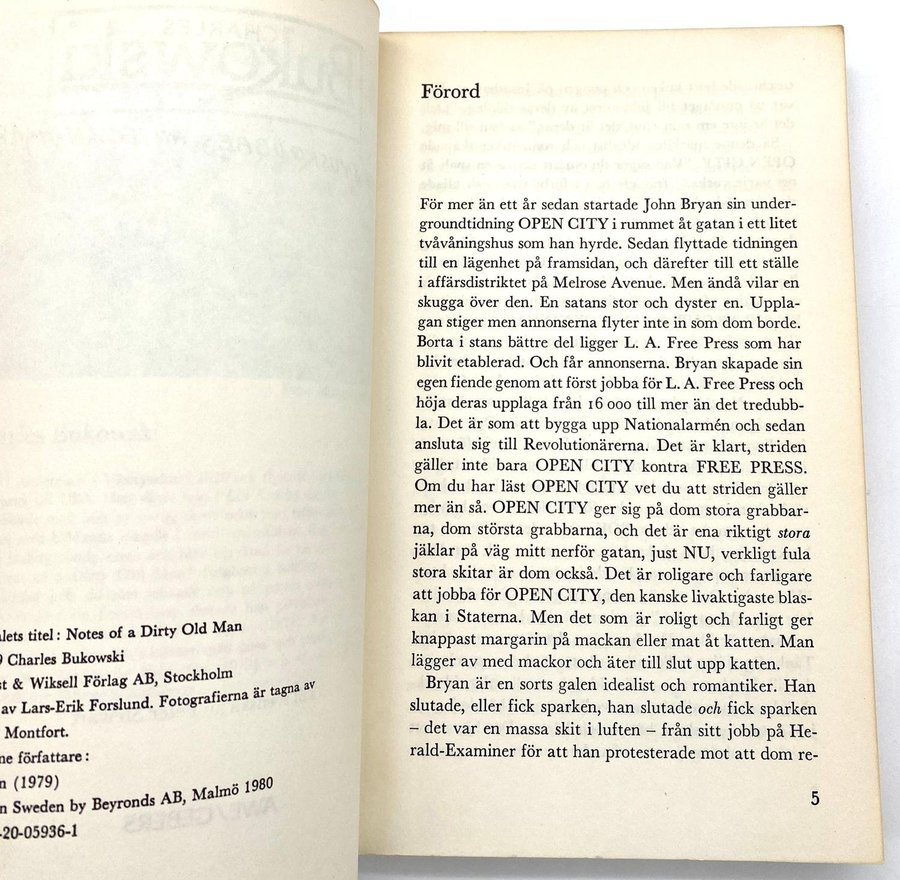 CHARLES
Bukowski
alets titel: Notes of a Dirty Old Man
9 Charles Bukowski
st & Wiksell Förlag AB, Stockholm
av Lars-Erik Forslund. Fotografierna är tagna av
Montfort.
ne författare:
n (1979)
n Sweden by Beyronds AB, Malmö 1980
-20-05936-1
Förord
För mer än ett år sedan startade John Bryan sin under-
groundtidning OPEN CITY i rummet åt gatan i ett litet
tvåvåningshus som han hyrde. Sedan flyttade tidningen
till en lägenhet på framsidan, och därefter till ett ställe
i affärsdistriktet på Melrose Avenue. Men ändå vilar en
skugga över den. En satans stor och dyster en. Uppla-
gan stiger men annonserna flyter inte in som dom borde.
Borta i stans bättre del ligger L. A. Free Press som har
blivit etablerad. Och får annonserna. Bryan skapade sin
egen fiende genom att först jobba för L. A. Free Press och
höja deras upplaga från 16 000 till mer än det tredubb-
la. Det är som att bygga upp Nationalarmén och sedan
ansluta sig till Revolutionärerna. Det är klart, striden
gäller inte bara OPEN CITY kontra FREE PRESS.
Om du har läst OPEN CITY vet du att striden gäller
mer än så. OPEN CITY ger sig på dom stora grabbar-
na, dom största grabbarna, och det är ena riktigt stora
jäklar på väg mitt nerför gatan, just NU, verkligt fula
stora skitar är dom också. Det är roligare och farligare
att jobba för OPEN CITY, den kanske livaktigaste blas-
kan i Staterna. Men det som är roligt och farligt ger
knappast margarin på mackan eller mat åt katten. Man
lägger av med mackor och äter till slut upp katten.
Bryan är en sorts galen idealist och romantiker. Han
slutade, eller fick sparken, han slutade och fick sparken
– det var en massa skit i luften – från sitt jobb på He-
rald-Examiner för att han protesterade mot att dom re-
5